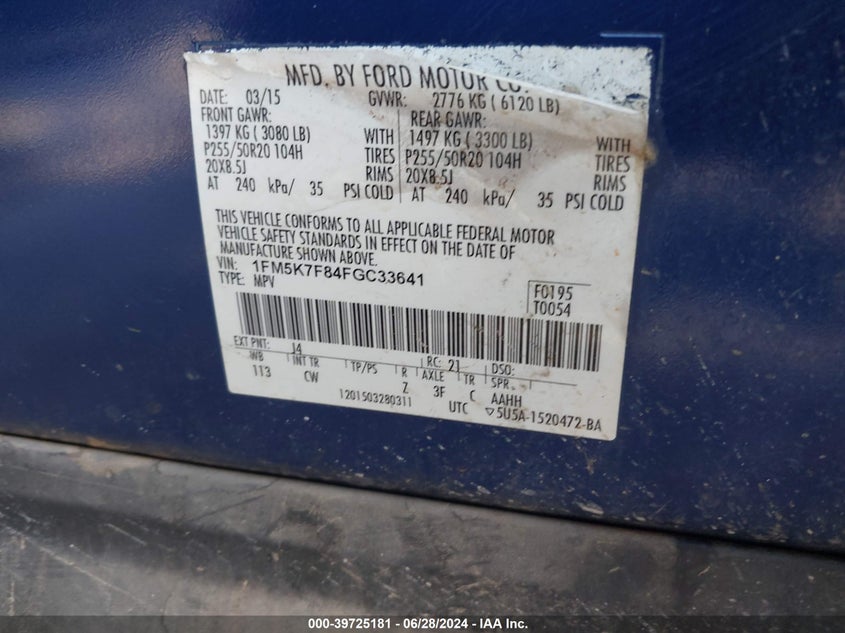 MFD. BY FORD MOTOR CO.
DATE: 03/15 GVWR: 2776 KG ( 6120 LB)
FRONT GAWR: REAR GAWR:
1397 KG ( 3080 LB) WITH 1497 KG ( 3300 LB) WITH
P255/50R20 104H TIRES P255/50R20 104H TIRES
20X8.5J RIMS 20X8.5J RIMS
AT 240 kPa/ 35 PSI COLD AT 240 kPa/ 35 PSI COLD
THIS VEHICLE CONFORMS TO ALL APPLICABLE FEDERAL MOTOR
VEHICLE SAFETY STANDARDS IN EFFECT ON THE DATE OF
MANUFACTURE SHOWN ABOVE.
VIN: 1FM5K7F84FGC33641
TYPE: MPV
F0195
T0054
EXT PNT: J4 RC: 21 DSO:
WB INT TR TP/PS R AXLE TR SPR
113 CW Z 3F C AAHH
1201503280311 UTC ▽5U5A-1520472-BA
000-39725181 - 06/28/2024 - IAA Inc.